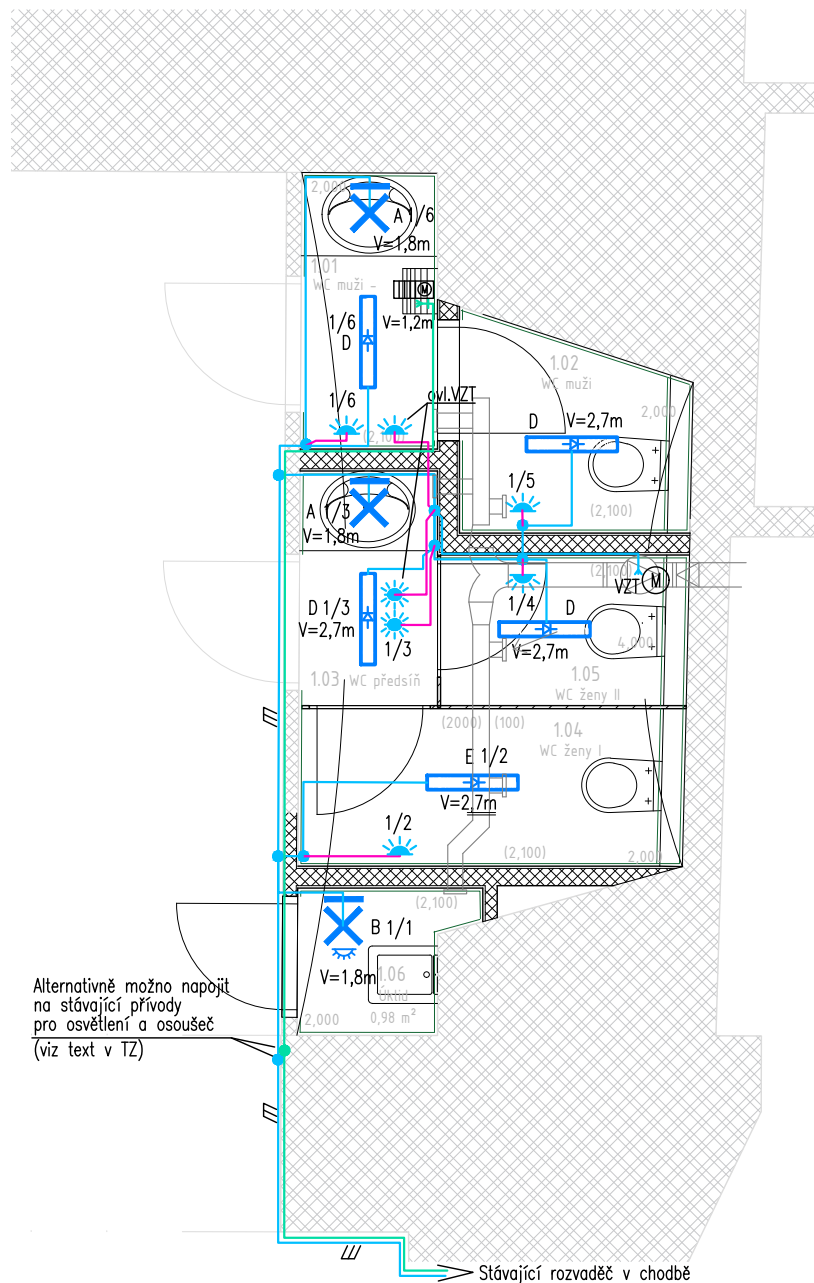 2,000
A 1/6
V=1,8m
1.01
WC muži -
M
V=1,2m
1/6
D
1/6
ovl.VZT
(2,100)
1.02
WC muži
2,000
D
V=2,7m
1/5
(2,100)
A 1/3
V=1,8m
(2,100)
VZT
M
1/4
D
V=2,7m
4,000
D 1/3
V=2,7m
1/3
1.03 WC předsíň
1.05
WC ženy II
(2000)
(100)
1.04
WC ženy I
E 1/2
V=2,7m
1/2
(2,100)
2,000
(2,100)
B 1/1
V=1,8m
1.06
Úklid
0,98 m²
2,000
Alternativně možno napojit
na stávající přívody
pro osvětlení a osoušeč
(viz text v TZ)
Stávající rozvaděč v chodbě